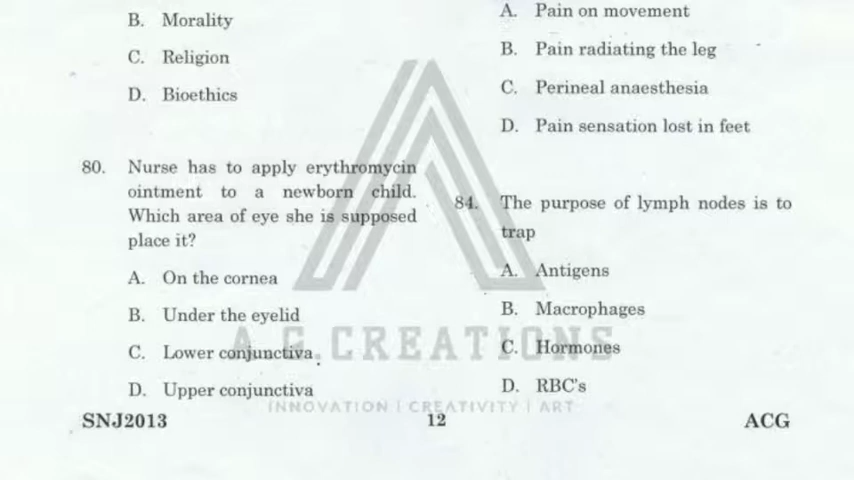 B. Morality
C. Religion
D. Bioethics
80. Nurse has to apply erythromycin
ointment to a newborn child.
Which area of eye she is supposed
place it?
A. On the cornea
B. Under the eyelid
C. Lower conjunctiva
D. Upper conjunctiva
A. Pain on movement
B. Pain radiating the leg
C. Perineal anaesthesia
D. Pain sensation lost in feet
84. The purpose of lymph nodes is to
trap
A. Antigens
B. Macrophages
C. Hormones
D. RBC's
A.G.CREATIONS
INNOVATION | CREATIVITY | ART
SNJ2013 12 ACG